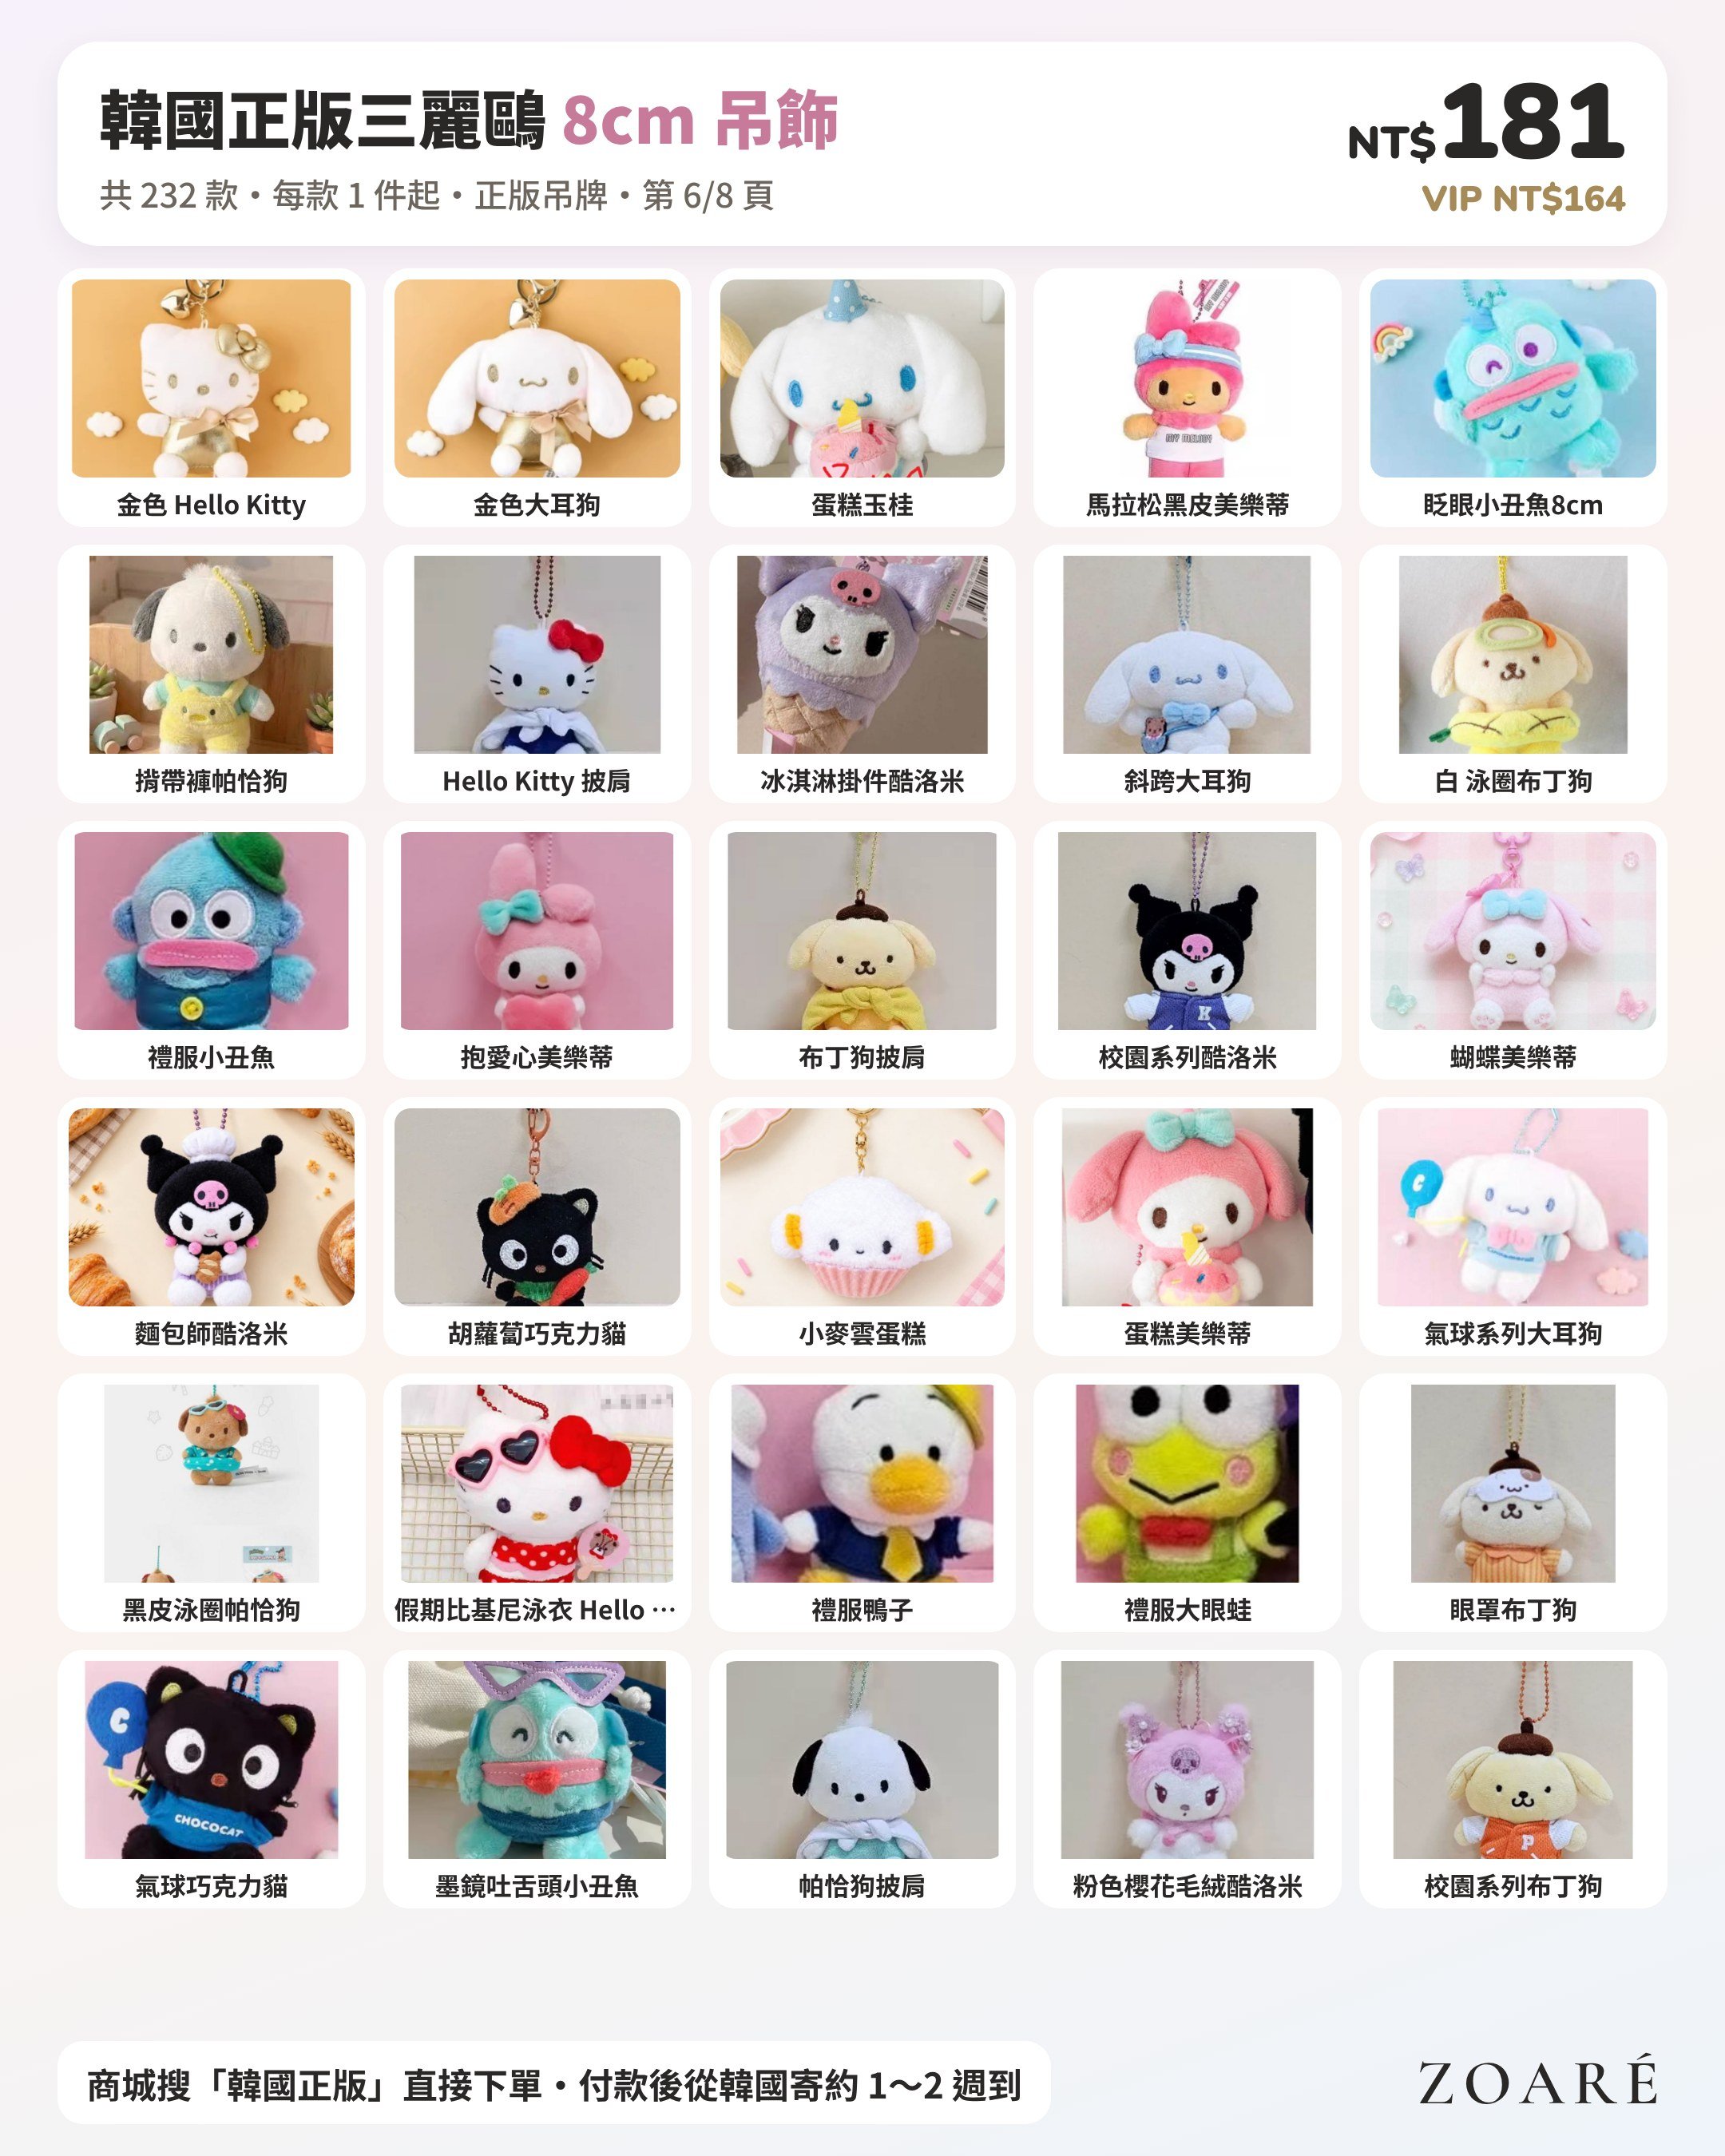 韓國正版三麗鷗 8cm 吊飾
NT$181
共 232 款・每款 1 件起・正版吊牌・第 6/8 頁
VIP NT$164
MY MELODY
金色 Hello Kitty
金色大耳狗
蛋糕玉桂
馬拉松黑皮美樂蒂
眨眼小丑魚8cm
揹帶褲帕恰狗
Hello Kitty 披肩
冰淇淋掛件酷洛米
斜跨大耳狗
白 泳圈布丁狗
K
禮服小丑魚
抱愛心美樂蒂
布丁狗披肩
校園系列酷洛米
蝴蝶美樂蒂
C
麵包師酷洛米
胡蘿蔔巧克力貓
小麥雲蛋糕
蛋糕美樂蒂
氣球系列大耳狗
黑皮泳圈帕恰狗
假期比基尼泳衣 Hello …
禮服鴨子
禮服大眼蛙
眼罩布丁狗
C
CHOCOCAT
P
氣球巧克力貓
墨鏡吐舌頭小丑魚
帕恰狗披肩
粉色櫻花毛絨酷洛米
校園系列布丁狗
商城搜「韓國正版」直接下單・付款後從韓國寄約 1～2 週到
ZOARÉ